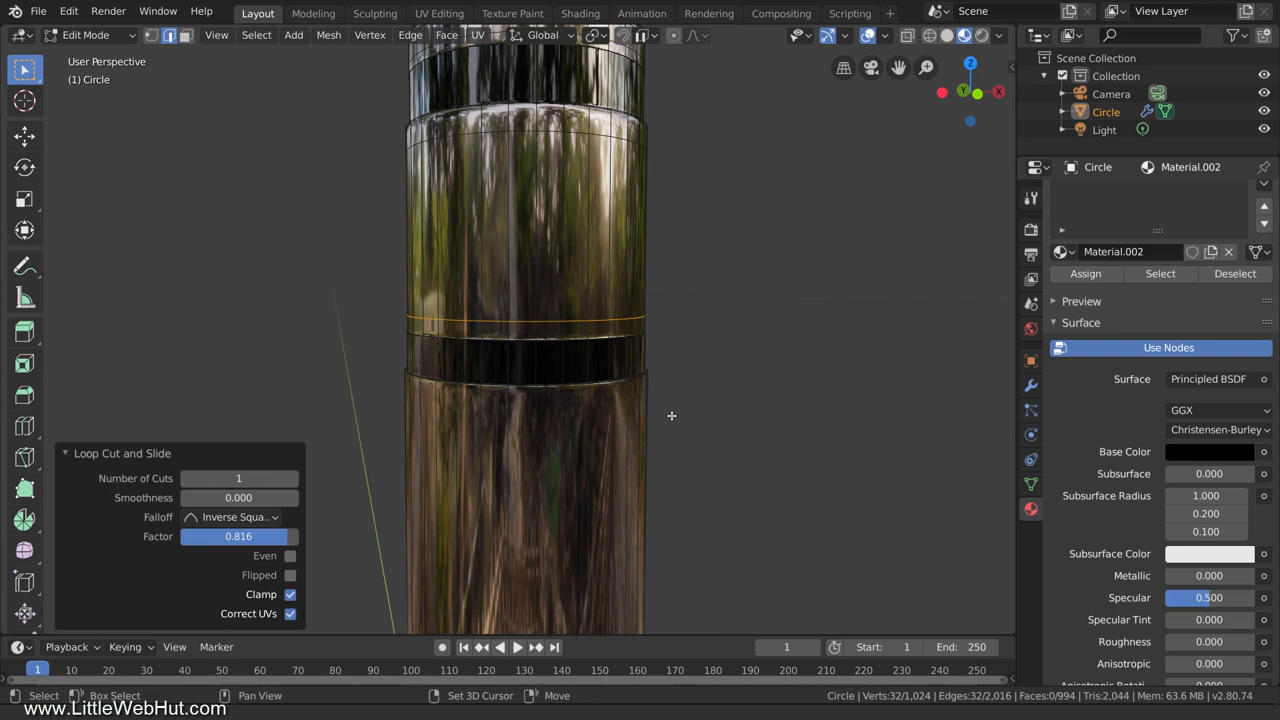 File Edit Render Window Help Layout Modeling Sculpting UV Editing Texture Paint Shading Animation Rendering Compositing Scripting + Scene View Layer
Edit Mode View Select Add Mesh Vertex Edge Face UV Global
User Perspective
(1) Circle
Z
Y
X
Scene Collection
Collection
Camera
Circle
Light
Circle Material.002
Material.002
Assign Select Deselect
Preview
Surface
Use Nodes
Surface Principled BSDF
GGX
Christensen-Burley
Base Color
Subsurface 0.000
Subsurface Radius 1.000
0.200
0.100
Subsurface Color
Metallic 0.000
Specular 0.500
Specular Tint 0.000
Roughness 0.000
Anisotropic 0.000
Loop Cut and Slide
Number of Cuts 1
Smoothness 0.000
Falloff Inverse Squa..
Factor 0.816
Even
Flipped
Clamp
Correct UVs
Playback Keying View Marker 1 Start: 1 End: 250
1 10 20 30 40 50 60 70 80 90 100 110 120 130 140 150 160 170 180 190 200 210 220 230 240 250
Select Box Select Pan View Set 3D Cursor Move Circle | Verts:32/1,024 | Edges:32/2,016 | Faces:0/994 | Tris:2,044 | Mem: 63.6 MB | v2.80.74
www.LittleWebHut.com